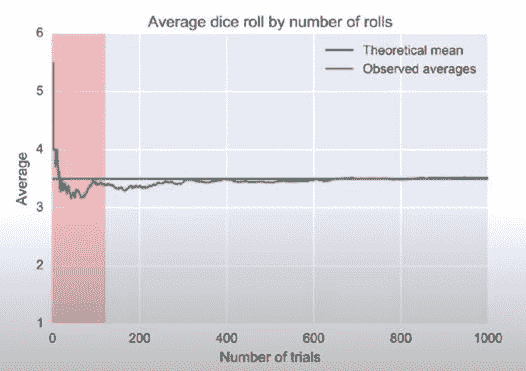 Average dice roll by number of rolls
6
Theoretical mean
Observed averages
5
4
Average
3
2
1
0
200
400
600
800
1000
Number of trials